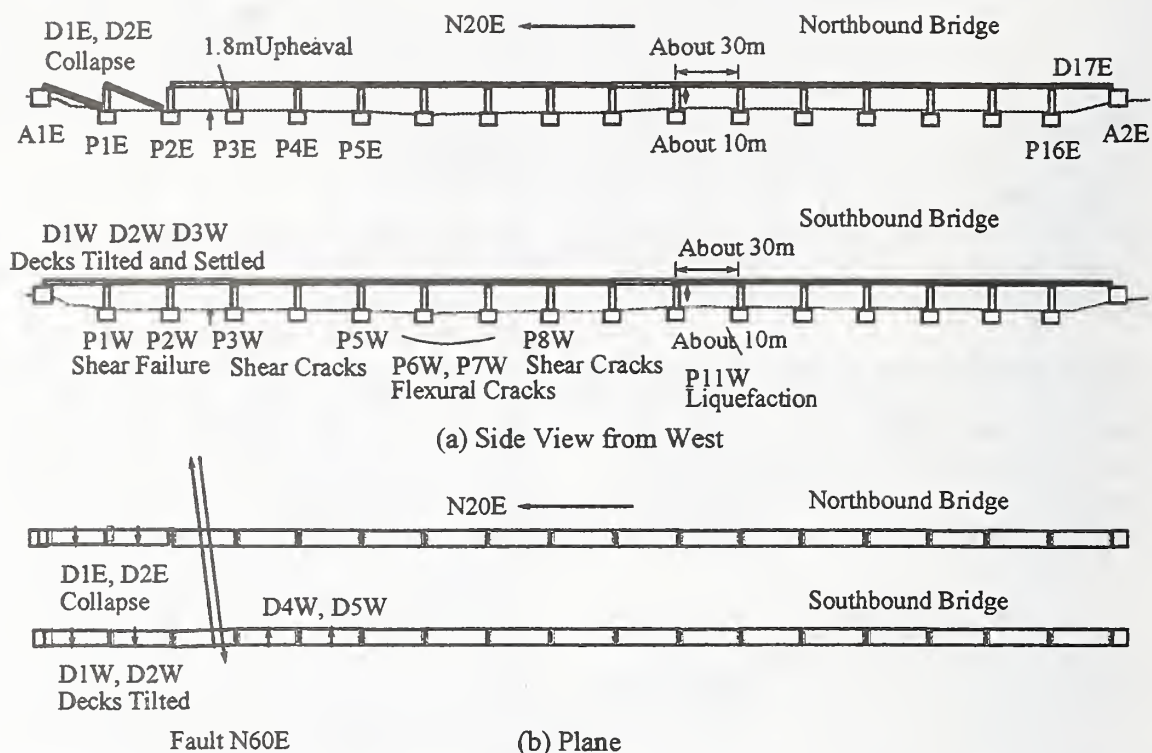 D1E, D2E
Collapse
1.8mUpheaval
N20E
About 30m
Northbound Bridge
D17E
A1E
P1E
P2E
P3E
P4E
P5E
About 10m
P16E
A2E
Southbound Bridge
D1W D2W D3W
Decks Tilted and Settled
About 30m
P1W P2W P3W
Shear Failure
Shear Cracks
P5W
P6W, P7W
Flexural Cracks
P8W
Shear Cracks
About 10m
P11W
Liquefaction
(a) Side View from West
N20E
Northbound Bridge
D1E, D2E
Collapse
D4W, D5W
Southbound Bridge
D1W, D2W
Decks Tilted
Fault N60E
(b) Plane